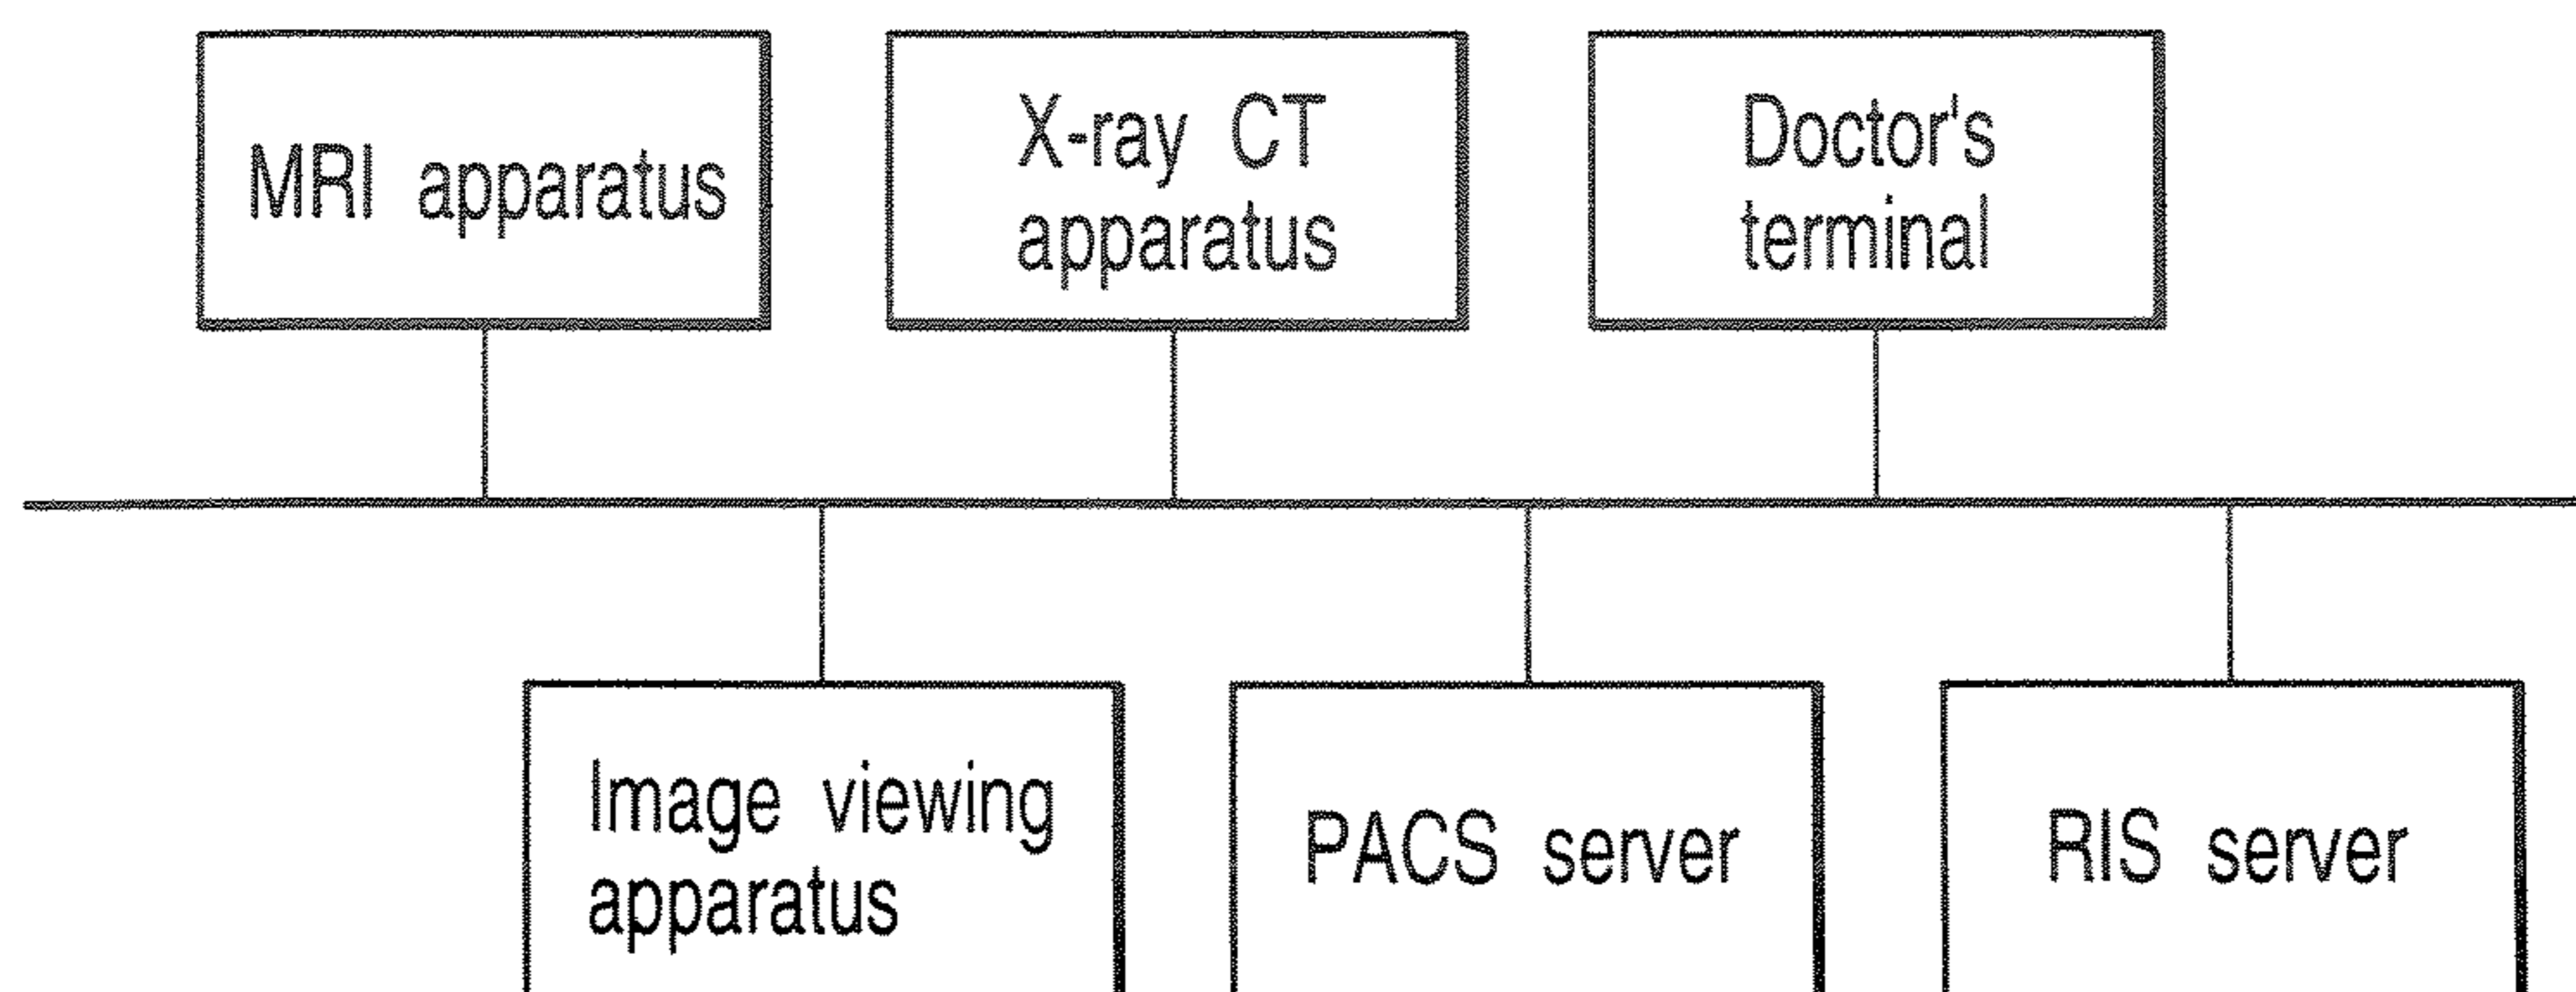 MRI apparatus
X-ray CT
apparatus
Doctor's
terminal
Image viewing
apparatus
PACS server
RIS server